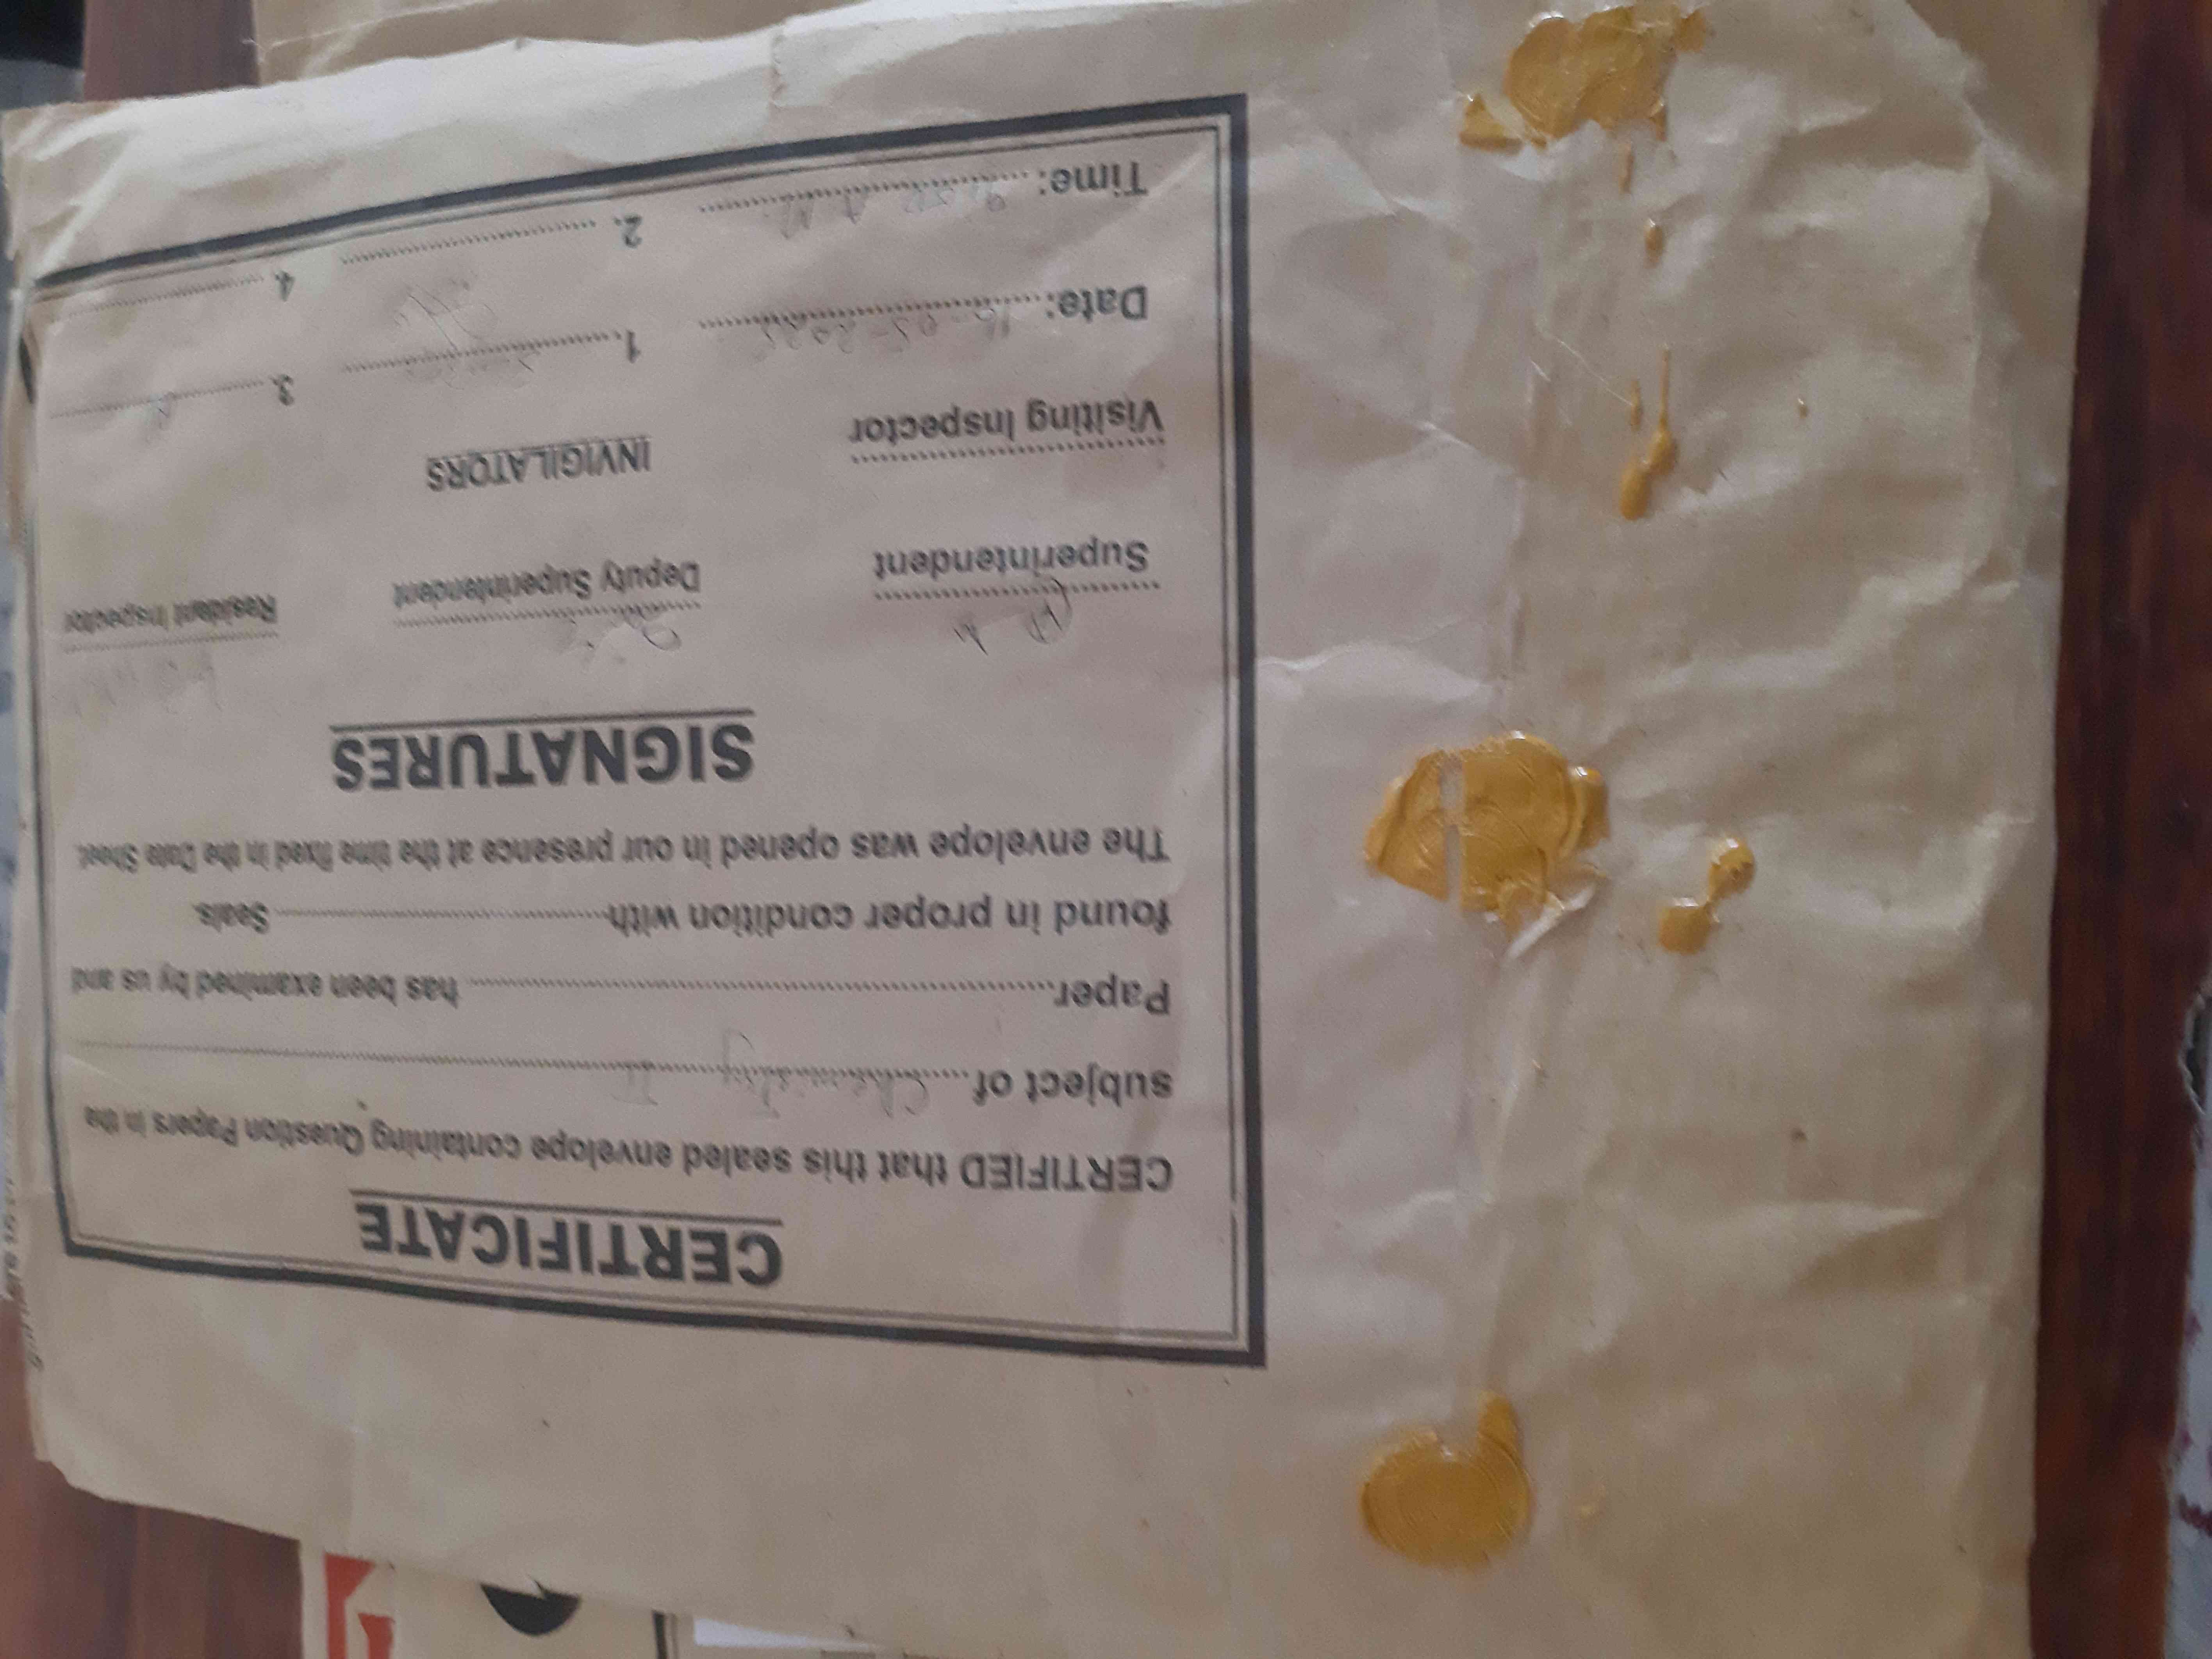 CERTIFICATE
CERTIFIED that this sealed envelope containing Question Papers in the
subject of Chemistry II
Paper has been examined by us and
found in proper condition with Seals.
The envelope was opened in our presence at the time fixed in the Date Sheet.
SIGNATURES
Superintendent Deputy Superintendent Resident Inspector
Visiting Inspector INVIGILATORS
Date: 1. 3.
Time: 2. 4.